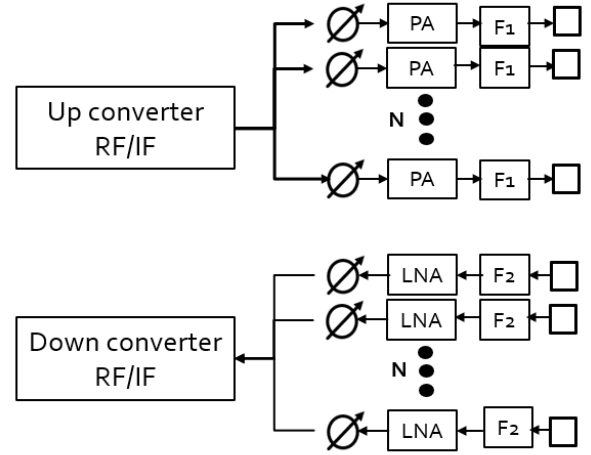 PA F1
PA F1
Up converter
RF/IF
N
PA F1
LNA F2
LNA F2
Down converter
RF/IF
N
LNA F2